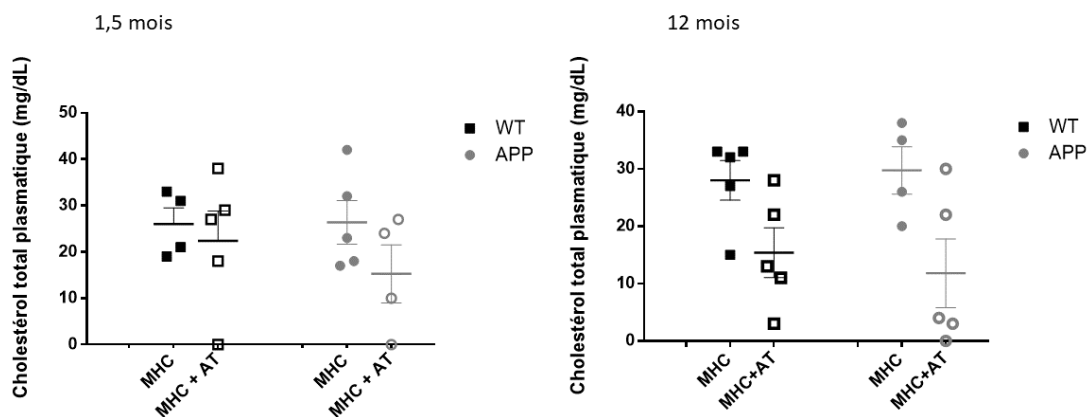 1,5 mois
Cholestérol total plasmatique (mg/dL)
50
40
30
20
10
0
MHC
MHC + AT
MHC
MHC + AT
WT
APP
12 mois
Cholestérol total plasmatique (mg/dL)
40
30
20
10
0
MHC
MHC+AT
MHC
MHC+AT
WT
APP